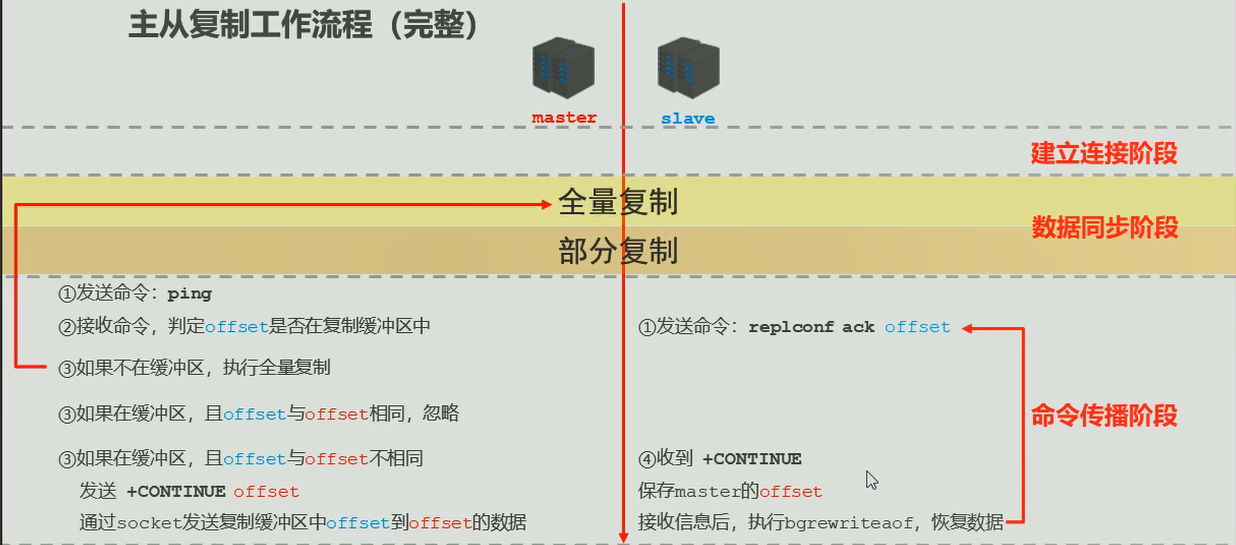 主从复制工作流程（完整）
master
slave
建立连接阶段
全量复制
数据同步阶段
部分复制
①发送命令：ping
②接收命令，判定offset是否在复制缓冲区中
③如果不在缓冲区，执行全量复制
③如果在缓冲区，且offset与offset相同，忽略
③如果在缓冲区，且offset与offset不相同
发送 +CONTINUE offset
通过socket发送复制缓冲区中offset到offset的数据
①发送命令：replconf ack offset
命令传播阶段
④收到 +CONTINUE
保存master的offset
接收信息后，执行bgrewriteaof，恢复数据